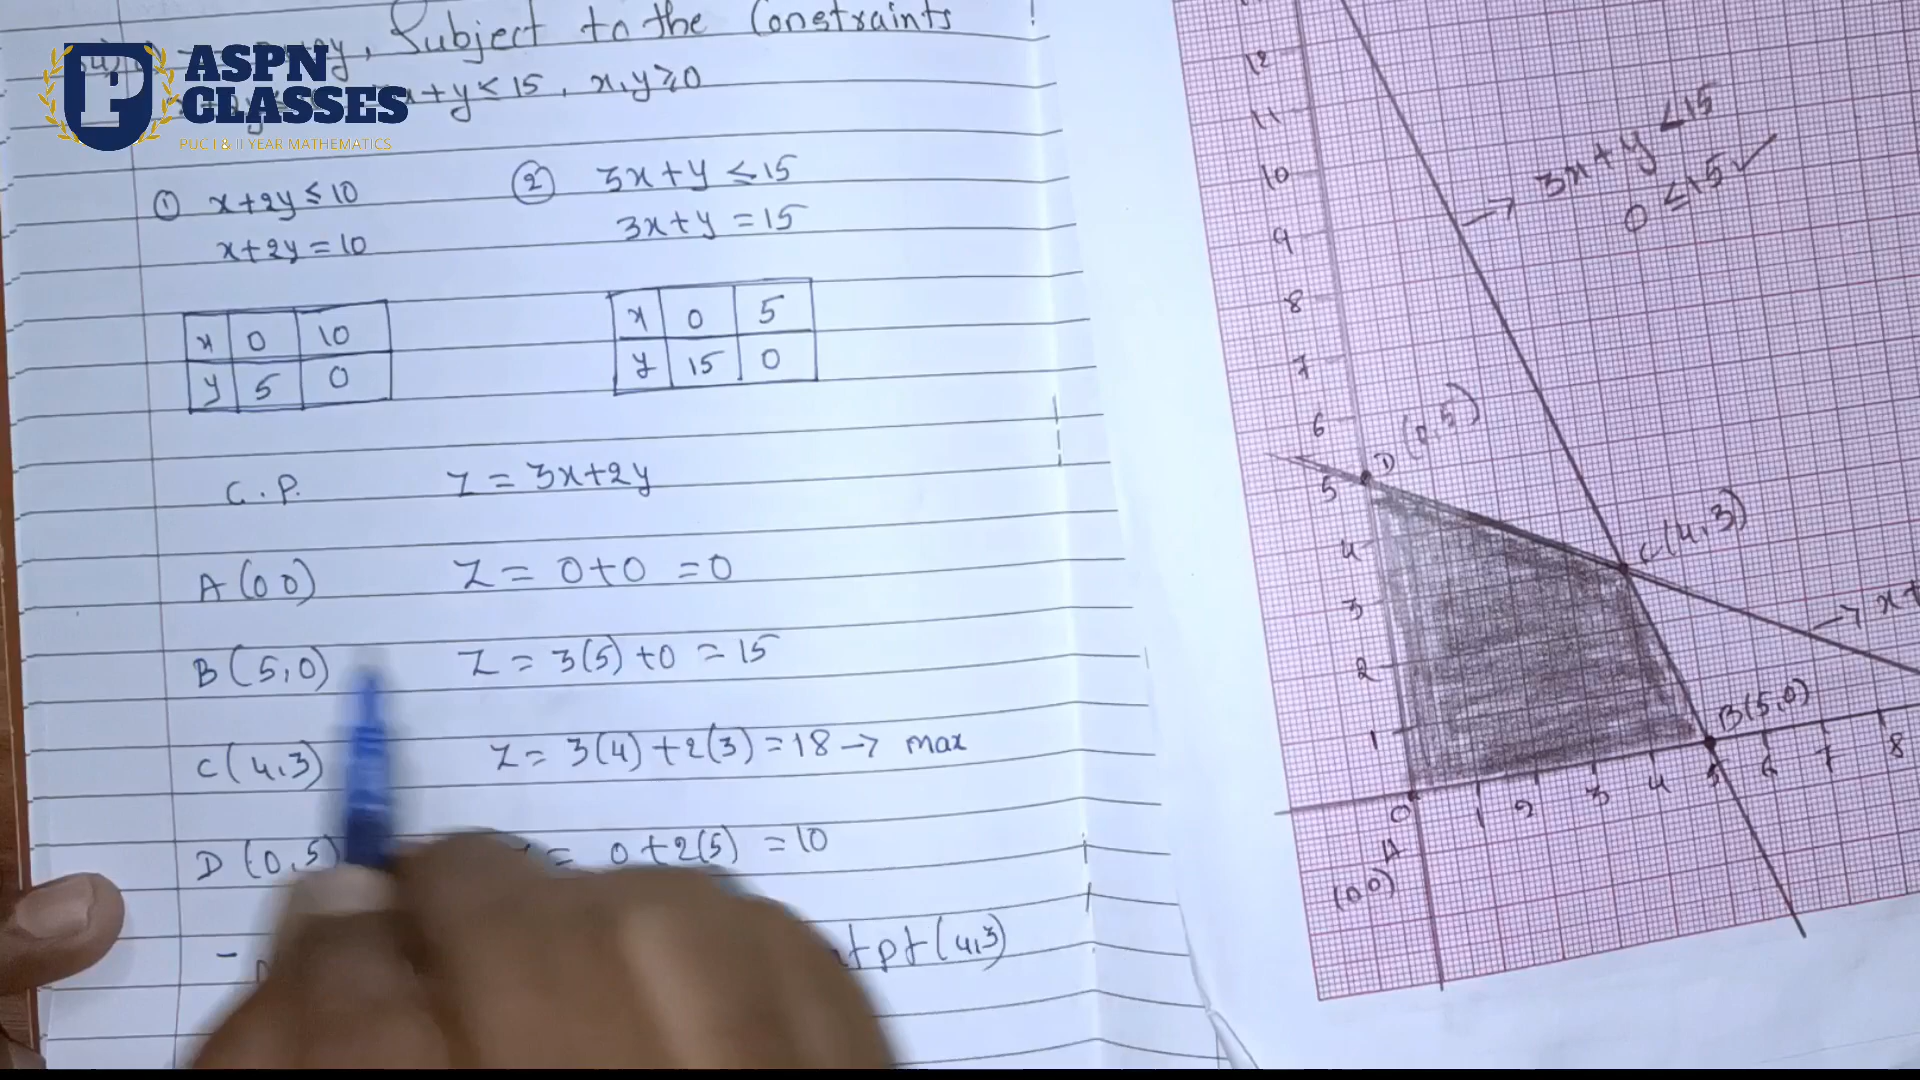 Subject to the Constraints
ASPN
CLASSES
PUC I & II YEAR MATHEMATICS
x+y≤15, x,y≥0
① x+2y≤10
x+2y=10
② 3x+y≤15
3x+y=15
x 0 10
y 5 0
x 0 5
y 15 0
C.P. Z=3x+2y
A(0 0) Z=0+0=0
B(5,0) Z=3(5)+0=15
C(4,3) Z=3(4)+2(3)=18→ max
D(0,5) = 0+2(5)=10
at pt (4,3)
12
11
10
9
8
7
6
5
4
3
2
1
0 1 2 3 4 5 6 7 8
→ 3x+y≤15
0≤15✓
D(0,5)
C(4,3)
→ x+
B(5,0)
A
(0 0)